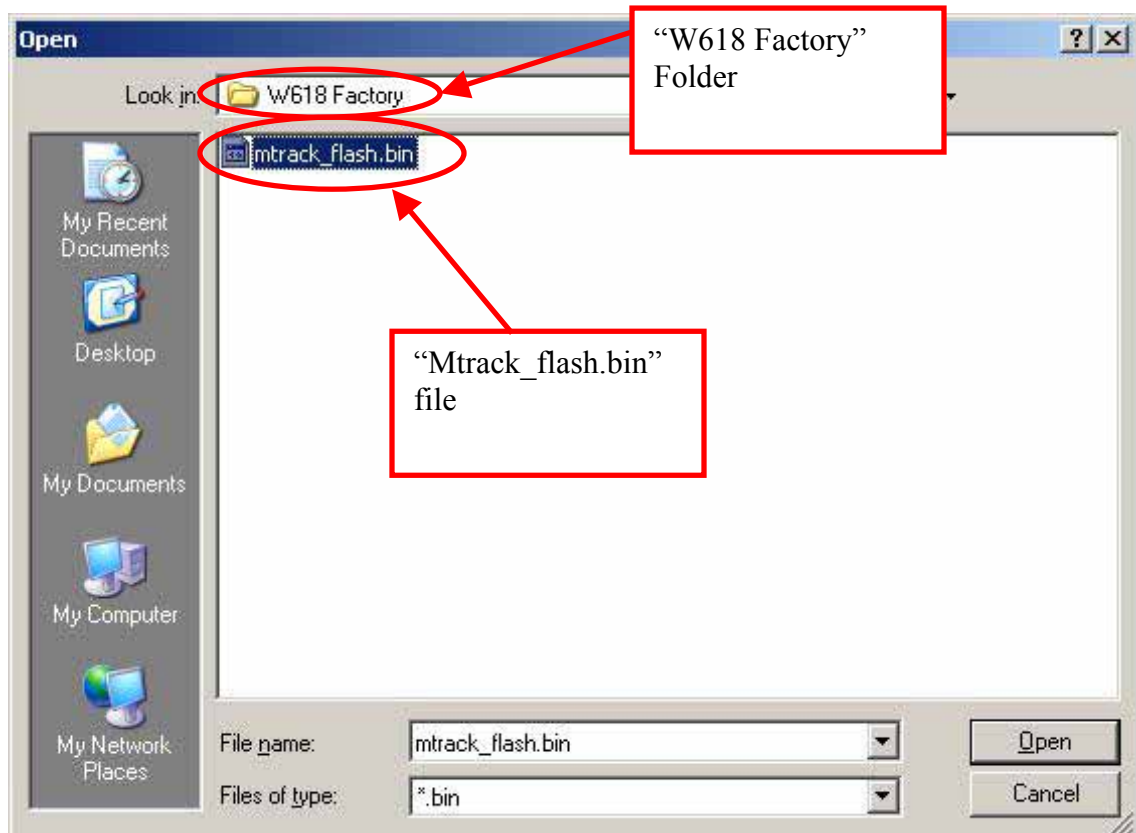 Open
“W618 Factory”
Folder
Look in:
W618 Factory
mtrack_flash.bin
My Recent
Documents
Desktop
“Mtrack_flash.bin”
file
My Documents
My Computer
My Network
Places
File name:
mtrack_flash.bin
Open
Files of type:
*.bin
Cancel